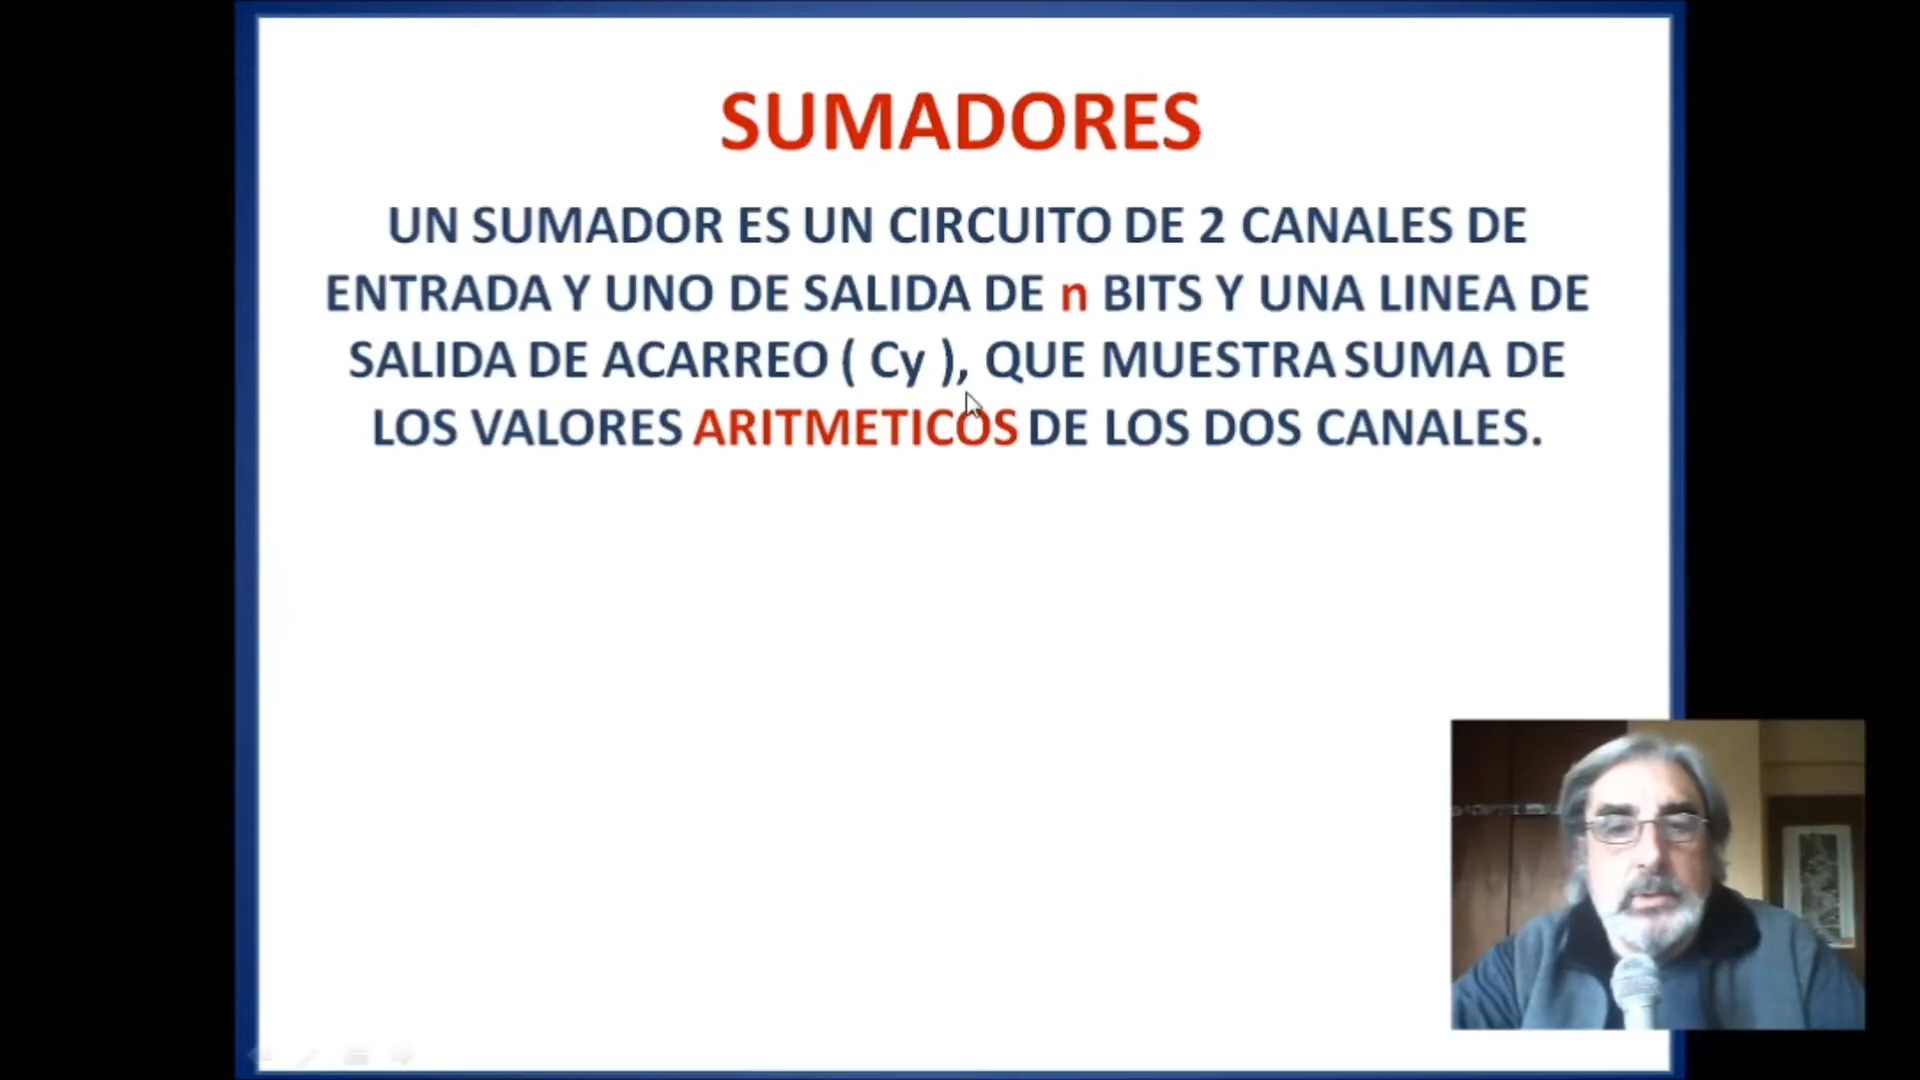 SUMADORES
UN SUMADOR ES UN CIRCUITO DE 2 CANALES DE
ENTRADA Y UNO DE SALIDA DE n BITS Y UNA LINEA DE
SALIDA DE ACARREO ( Cy ), QUE MUESTRA SUMA DE
LOS VALORES ARITMETICOS DE LOS DOS CANALES.